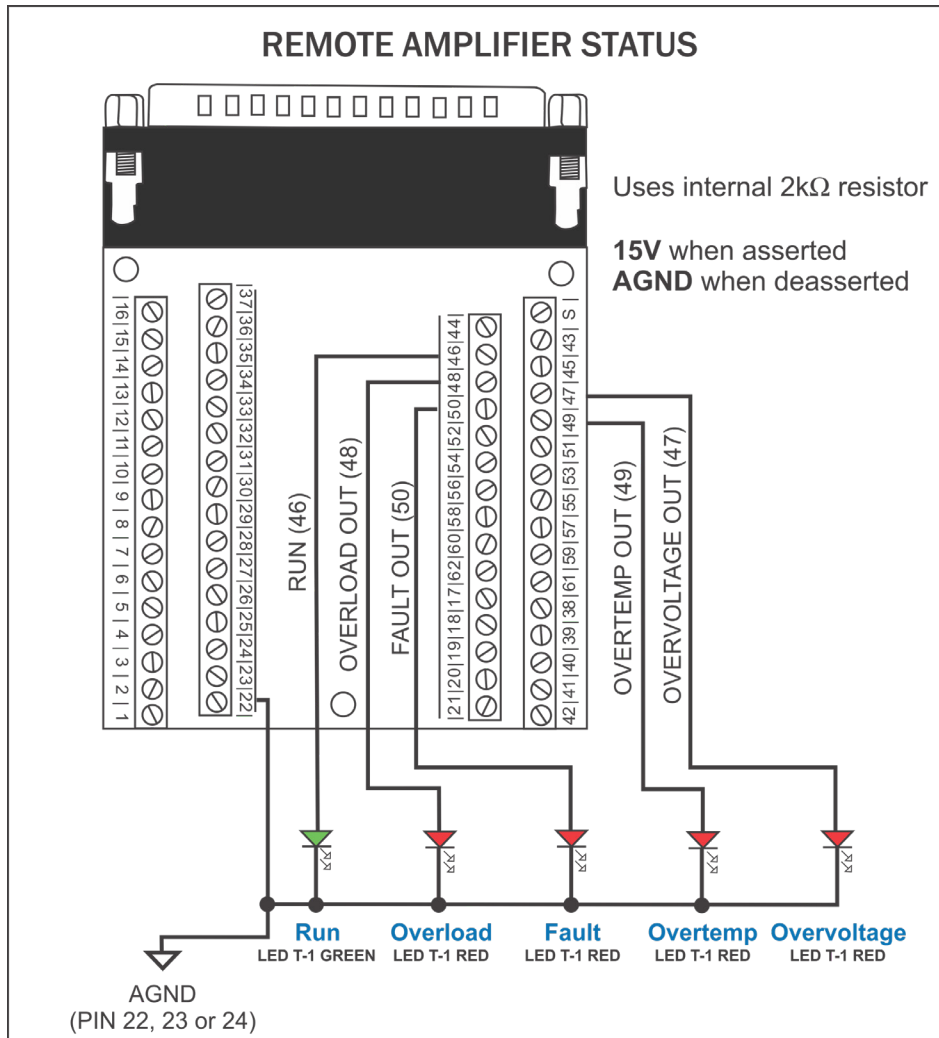 REMOTE AMPLIFIER STATUS
Uses internal 2kΩ resistor
15V when asserted
AGND when deasserted
1 | 2 | 3 | 4 | 5 | 6 | 7 | 8 | 9 | 10 | 11 | 12 | 13 | 14 | 15 | 16 |
|22|23|24|25|26|27|28|29|30|31|32|33|34|35|36|37|
|21|20|19|18|17|62|60|58|56|54|52|50|48|46|44|
42|41|40|39|38|61|59|57|55|53|51|49|47|45|43| S |
RUN (46)
OVERLOAD OUT (48)
FAULT OUT (50)
OVERTEMP OUT (49)
OVERVOLTAGE OUT (47)
Run Overload Fault Overtemp Overvoltage
LED T-1 GREEN LED T-1 RED LED T-1 RED LED T-1 RED LED T-1 RED
AGND
(PIN 22, 23 or 24)